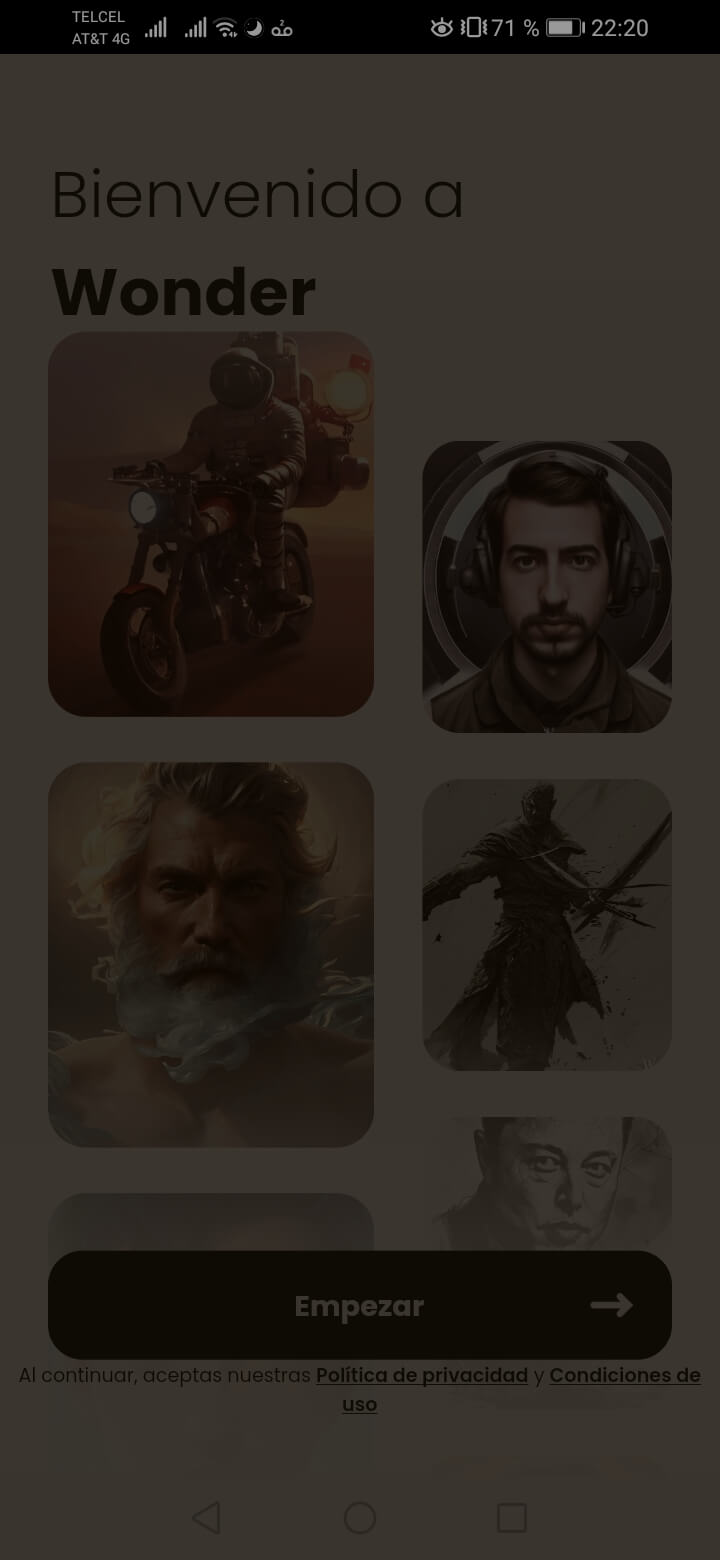 TELCEL
AT&T 4G
71 % 22:20
Bienvenido a
Wonder
Empezar
Al continuar, aceptas nuestras Política de privacidad y Condiciones de
uso